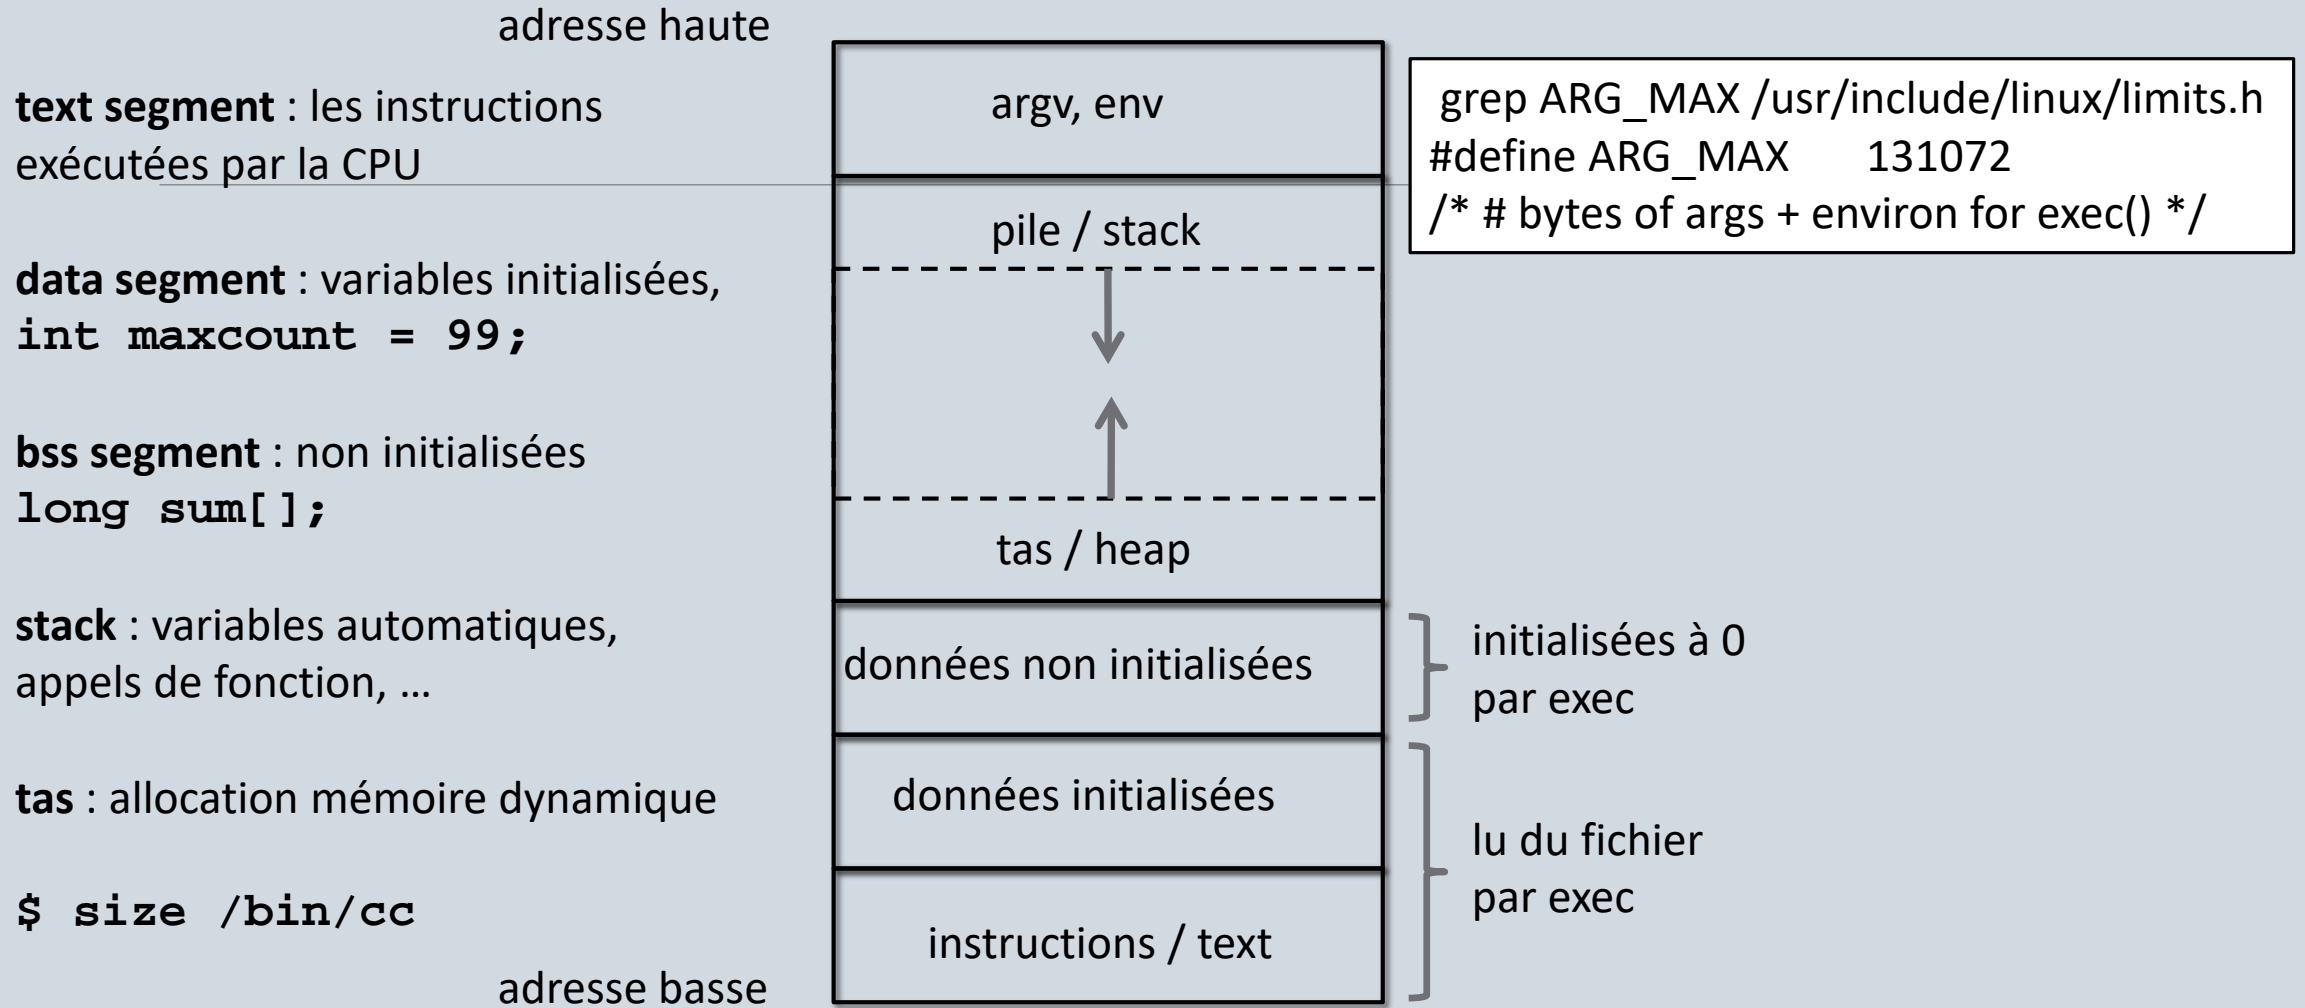 adresse haute
text segment : les instructions
exécutées par la CPU
data segment : variables initialisées,
int maxcount = 99;
bss segment : non initialisées
long sum[];
stack : variables automatiques,
appels de fonction, …
tas : allocation mémoire dynamique
$ size /bin/cc
adresse basse
argv, env
pile / stack
tas / heap
données non initialisées
données initialisées
instructions / text
grep ARG_MAX /usr/include/linux/limits.h
#define ARG_MAX 131072
/* # bytes of args + environ for exec() */
initialisées à 0
par exec
lu du fichier
par exec